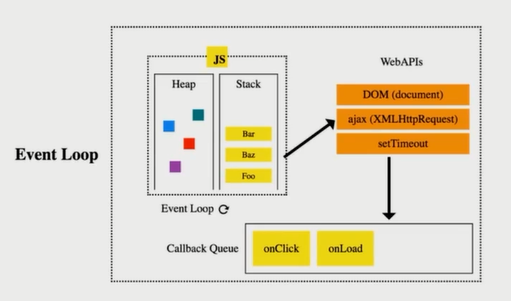 Event Loop
JS
Heap
Stack
Bar
Baz
Foo
Event Loop
WebAPIs
DOM (document)
ajax (XMLHttpRequest)
setTimeout
Callback Queue
onClick
onLoad